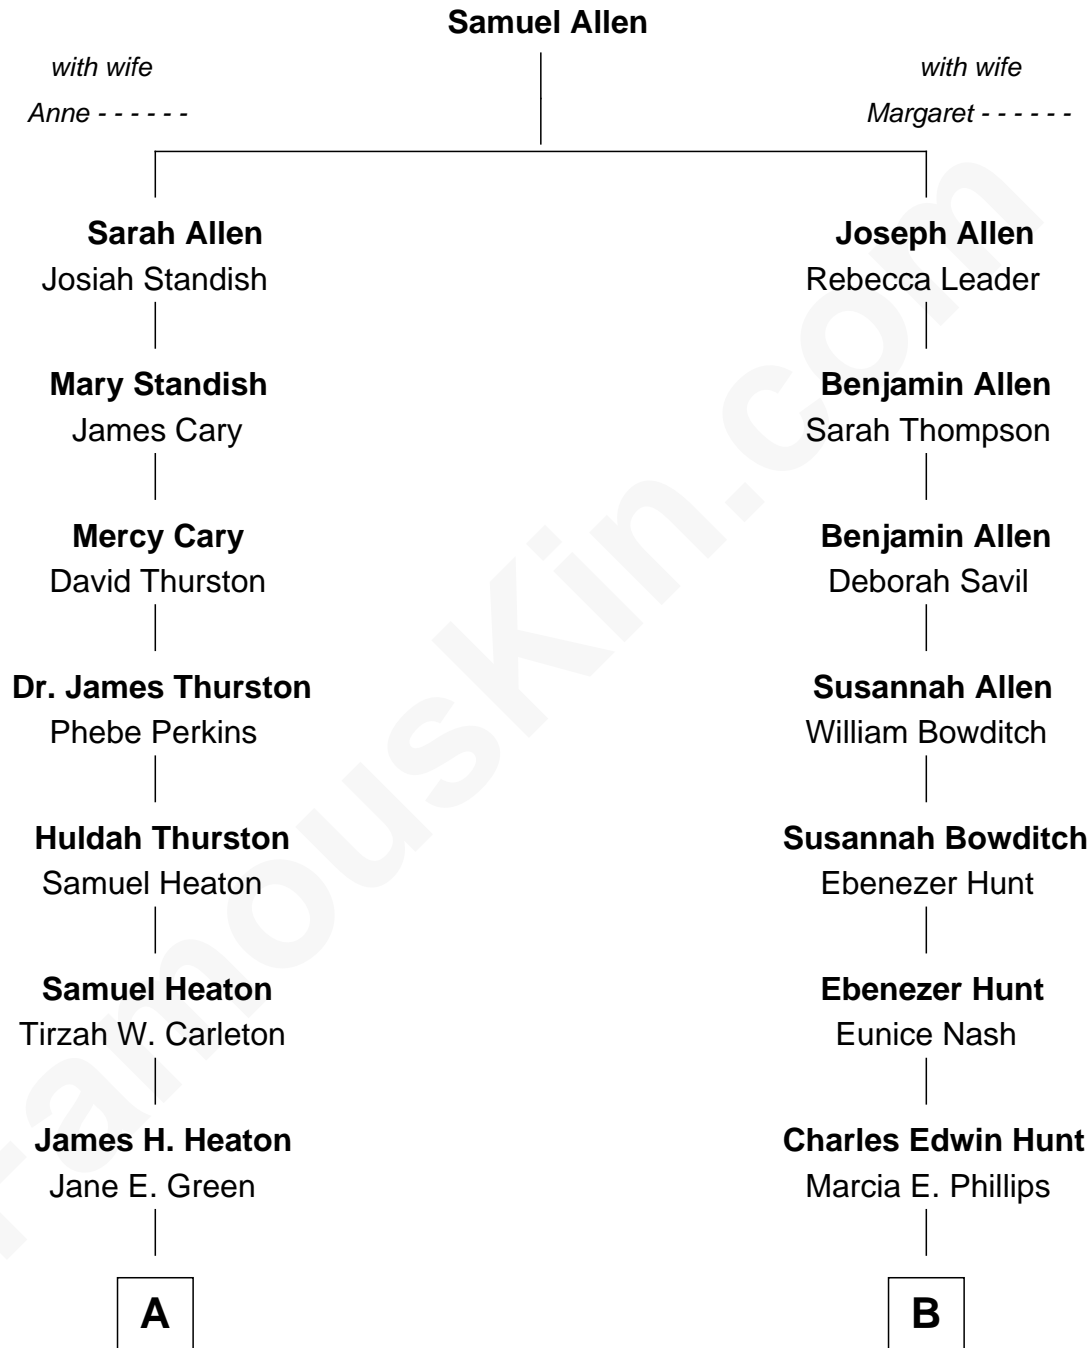 Samuel Allen
with wife
Anne - - - - - -
with wife
Margaret - - - - - -
Sarah Allen
Josiah Standish
Joseph Allen
Rebecca Leader
Mary Standish
James Cary
Benjamin Allen
Sarah Thompson
Mercy Cary
David Thurston
Benjamin Allen
Deborah Savil
Dr. James Thurston
Phebe Perkins
Susannah Allen
William Bowditch
Huldah Thurston
Samuel Heaton
Susannah Bowditch
Ebenezer Hunt
Samuel Heaton
Tirzah W. Carleton
Ebenezer Hunt
Eunice Nash
James H. Heaton
Jane E. Green
Charles Edwin Hunt
Marcia E. Phillips
A
B
FamousKin.com